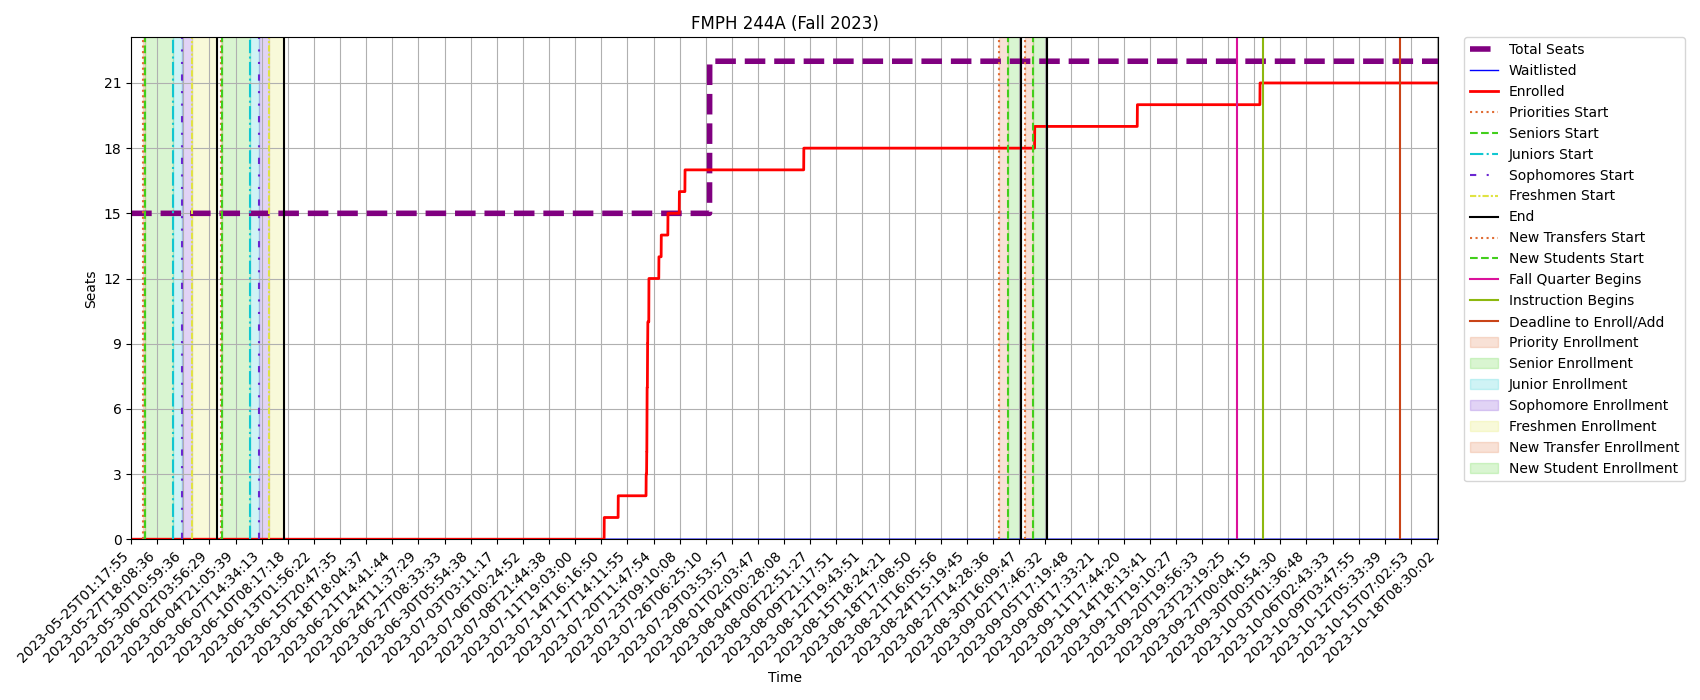 FMPH 244A (Fall 2023)
Seats
21
18
15
12
9
6
3
0
2023-05-25T01:17:55
2023-05-27T18:08:36
2023-05-30T10:59:36
2023-06-02T03:56:29
2023-06-04T21:05:39
2023-06-07T14:34:13
2023-06-10T08:17:18
2023-06-13T01:56:22
2023-06-15T20:47:35
2023-06-18T18:04:37
2023-06-21T14:41:44
2023-06-24T11:37:29
2023-06-27T08:33:33
2023-06-30T05:54:38
2023-07-03T03:11:17
2023-07-06T00:24:52
2023-07-08T21:44:38
2023-07-11T19:03:00
2023-07-14T16:16:50
2023-07-17T14:11:55
2023-07-20T11:47:54
2023-07-23T09:10:08
2023-07-26T06:25:10
2023-07-29T03:53:57
2023-08-01T02:03:47
2023-08-04T00:28:08
2023-08-06T22:51:27
2023-08-09T21:17:51
2023-08-12T19:43:51
2023-08-15T18:24:21
2023-08-18T17:08:50
2023-08-21T16:05:56
2023-08-24T15:19:45
2023-08-27T14:28:36
2023-08-30T16:09:47
2023-09-02T17:46:32
2023-09-05T17:19:48
2023-09-08T17:33:21
2023-09-11T17:44:20
2023-09-14T18:13:41
2023-09-17T19:10:27
2023-09-20T19:56:33
2023-09-23T23:19:25
2023-09-27T00:04:15
2023-09-30T00:54:30
2023-10-03T01:36:48
2023-10-06T02:43:33
2023-10-09T03:47:55
2023-10-12T05:33:39
2023-10-15T07:02:53
2023-10-18T08:30:02
Time
Total Seats
Waitlisted
Enrolled
Priorities Start
Seniors Start
Juniors Start
Sophomores Start
Freshmen Start
End
New Transfers Start
New Students Start
Fall Quarter Begins
Instruction Begins
Deadline to Enroll/Add
Priority Enrollment
Senior Enrollment
Junior Enrollment
Sophomore Enrollment
Freshmen Enrollment
New Transfer Enrollment
New Student Enrollment